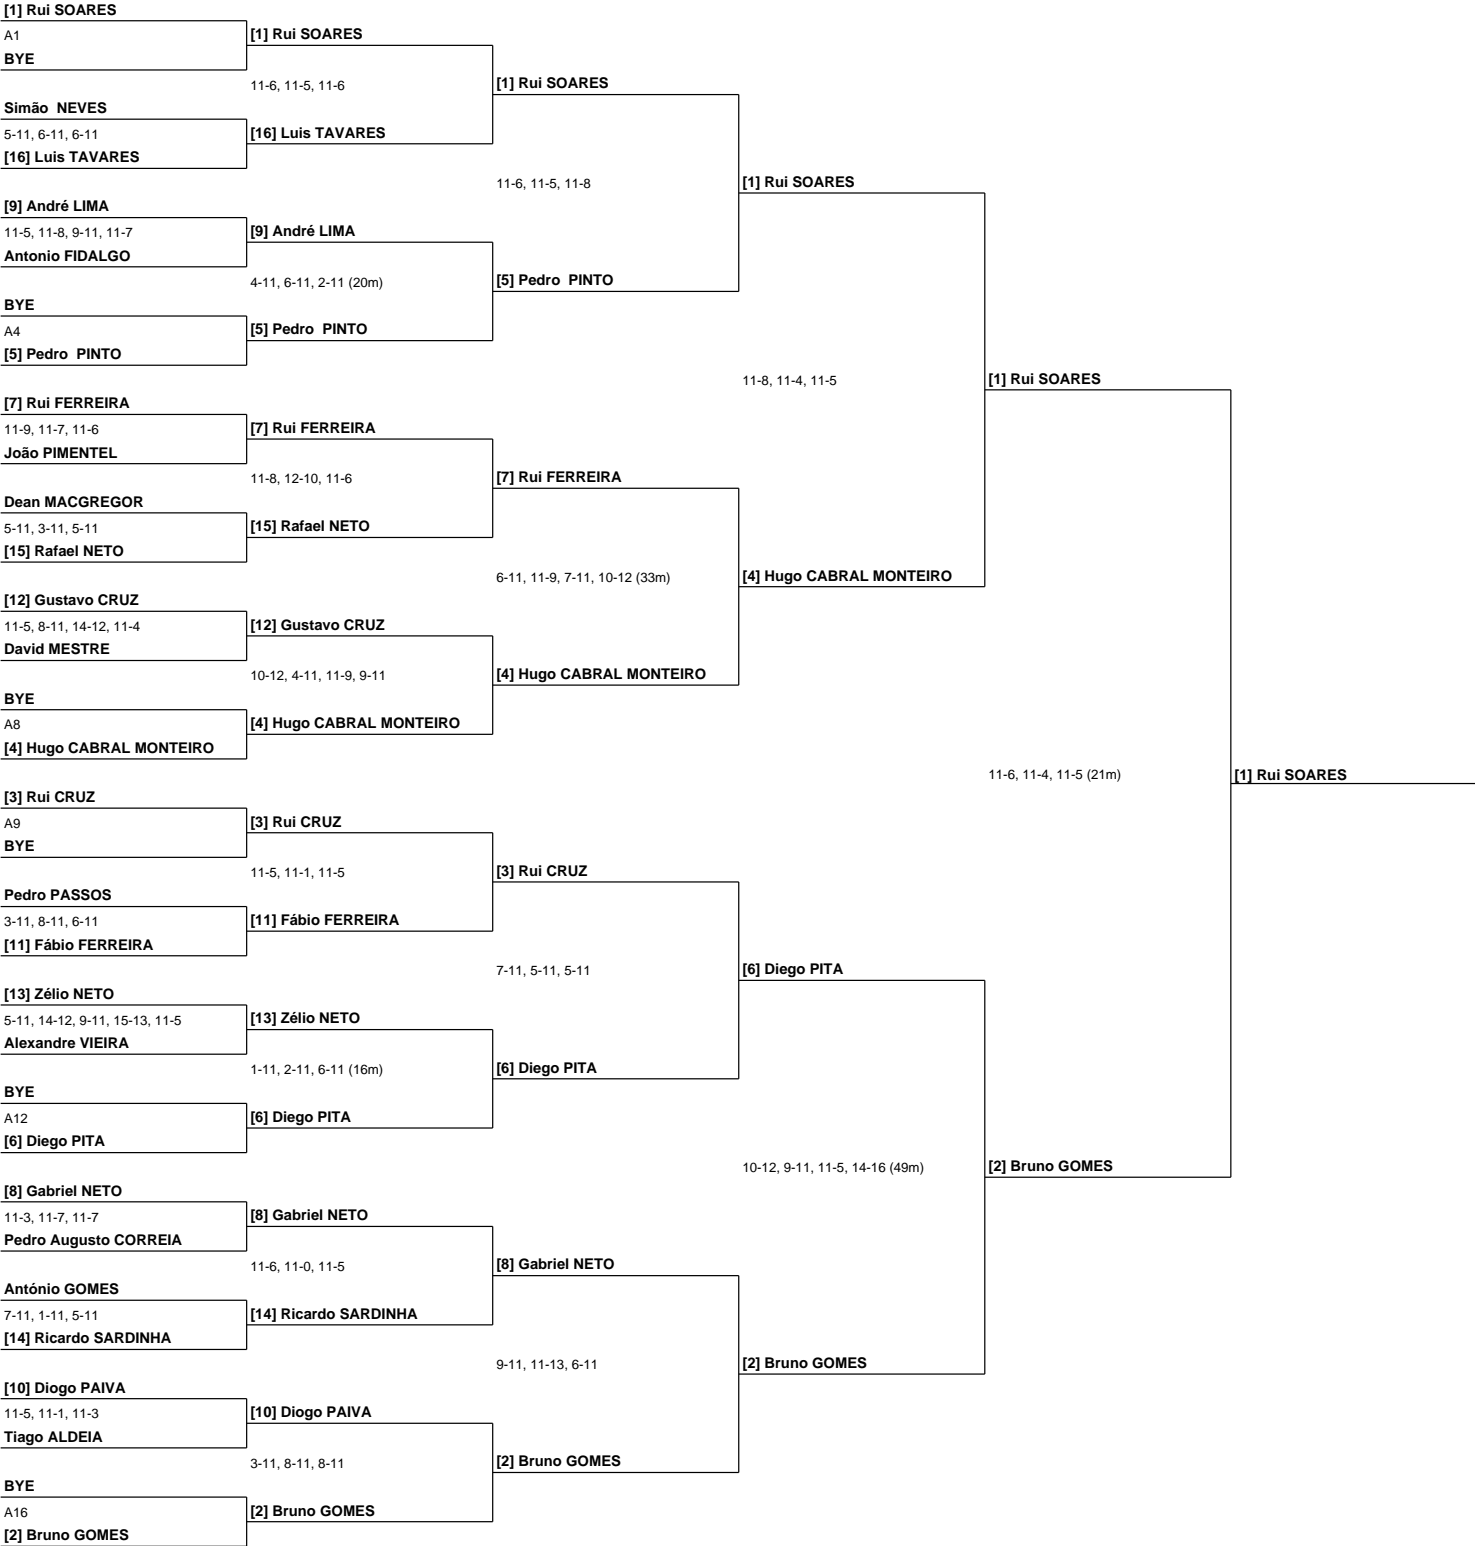 [1] Rui SOARES
A1
BYE
Simão  NEVES
5-11, 6-11, 6-11
[16] Luis TAVARES
[9] André LIMA
11-5, 11-8, 9-11, 11-7
Antonio FIDALGO
BYE
A4
[5] Pedro  PINTO
[7] Rui FERREIRA
11-9, 11-7, 11-6
João PIMENTEL
Dean MACGREGOR
5-11, 3-11, 5-11
[15] Rafael NETO
[12] Gustavo CRUZ
11-5, 8-11, 14-12, 11-4
David MESTRE
BYE
A8
[4] Hugo CABRAL MONTEIRO
[3] Rui CRUZ
A9
BYE
Pedro PASSOS
3-11, 8-11, 6-11
[11] Fábio FERREIRA
[13] Zélio NETO
5-11, 14-12, 9-11, 15-13, 11-5
Alexandre VIEIRA
BYE
A12
[6] Diego PITA
[8] Gabriel NETO
11-3, 11-7, 11-7
Pedro Augusto CORREIA
António GOMES
7-11, 1-11, 5-11
[14] Ricardo SARDINHA
[10] Diogo PAIVA
11-5, 11-1, 11-3
Tiago ALDEIA
BYE
A16
[2] Bruno GOMES
[1] Rui SOARES
11-6, 11-5, 11-6
[16] Luis TAVARES
[9] André LIMA
4-11, 6-11, 2-11 (20m)
[5] Pedro  PINTO
[7] Rui FERREIRA
11-8, 12-10, 11-6
[15] Rafael NETO
[12] Gustavo CRUZ
10-12, 4-11, 11-9, 9-11
[4] Hugo CABRAL MONTEIRO
[3] Rui CRUZ
11-5, 11-1, 11-5
[11] Fábio FERREIRA
[13] Zélio NETO
1-11, 2-11, 6-11 (16m)
[6] Diego PITA
[8] Gabriel NETO
11-6, 11-0, 11-5
[14] Ricardo SARDINHA
[10] Diogo PAIVA
3-11, 8-11, 8-11
[2] Bruno GOMES
[1] Rui SOARES
11-6, 11-5, 11-8
[5] Pedro  PINTO
[7] Rui FERREIRA
6-11, 11-9, 7-11, 10-12 (33m)
[4] Hugo CABRAL MONTEIRO
[3] Rui CRUZ
7-11, 5-11, 5-11
[6] Diego PITA
[8] Gabriel NETO
9-11, 11-13, 6-11
[2] Bruno GOMES
[1] Rui SOARES
11-8, 11-4, 11-5
[4] Hugo CABRAL MONTEIRO
[6] Diego PITA
10-12, 9-11, 11-5, 14-16 (49m)
[2] Bruno GOMES
[1] Rui SOARES
11-6, 11-4, 11-5 (21m)
[2] Bruno GOMES
[1] Rui SOARES